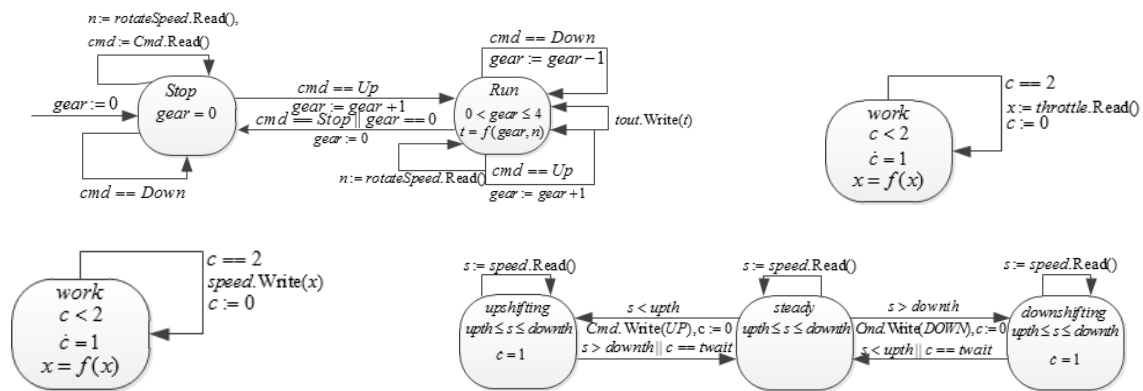 n:= rotateSpeed.Read(),
cmd:= Cmd.Read()
gear:=0
Stop
gear = 0
cmd == Down
cmd == Up
gear:= gear+1
cmd == Stop || gear == 0
gear:= 0
cmd == Down
gear:= gear−1
Run
0 < gear ≤ 4
t = f(gear, n)
tout.Write(t)
n:= rotateSpeed.Read()
cmd == Up
gear:= gear+1
work
c < 2
ċ = 1
x = f(x)
c == 2
x:= throttle.Read()
c:= 0
work
c < 2
ċ = 1
x = f(x)
c == 2
speed.Write(x)
c:= 0
s:= speed.Read()
upshifting
upth ≤ s ≤ downth
ċ = 1
s < upth
Cmd.Write(UP), c:= 0
s > downth || c == twait
s:= speed.Read()
steady
upth ≤ s ≤ downth
s > downth
Cmd.Write(DOWN), c:= 0
s < upth || c == twait
s:= speed.Read()
downshifting
upth ≤ s ≤ downth
ċ = 1